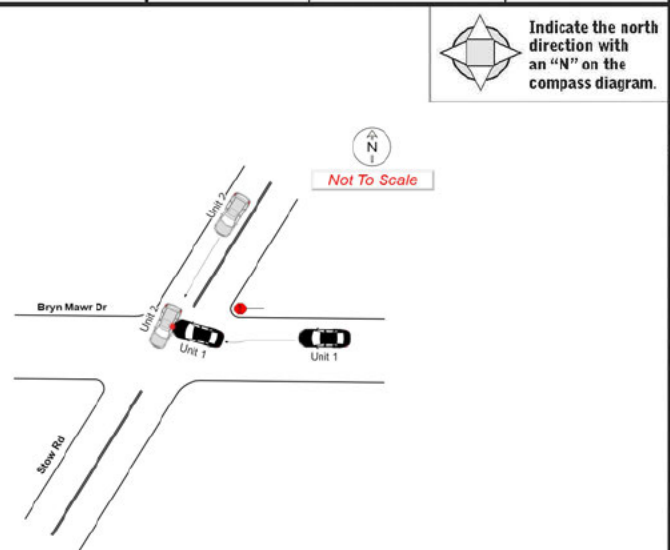 Indicate the north
direction with
an “N” on the
compass diagram.
N
Not To Scale
Unit 2
Bryn Mawr Dr
Unit 2
Unit 1
Unit 1
Stow Rd